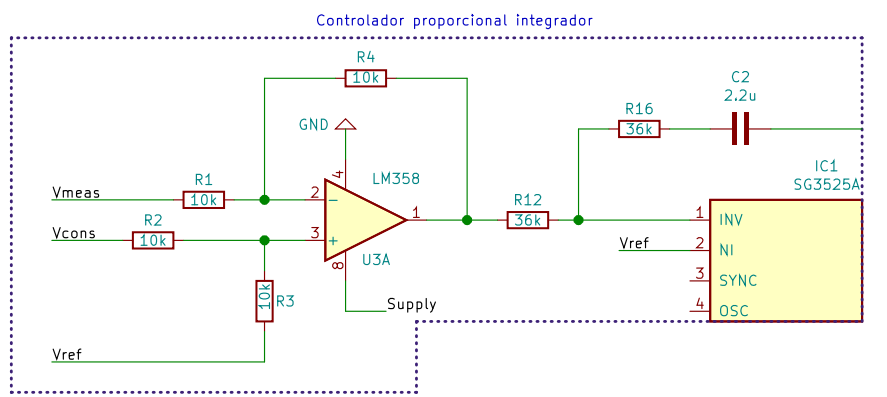 Controlador proporcional integrador
R4
10k
C2
2.2u
R16
36k
GND
4
LM358
IC1
SG3525A
Vmeas
R1
10k
2
−
R12
36k
1
1
INV
Vcons
R2
10k
3
+
U3A
8
Vref
2
NI
10k
R3
3
SYNC
Supply
4
OSC
Vref